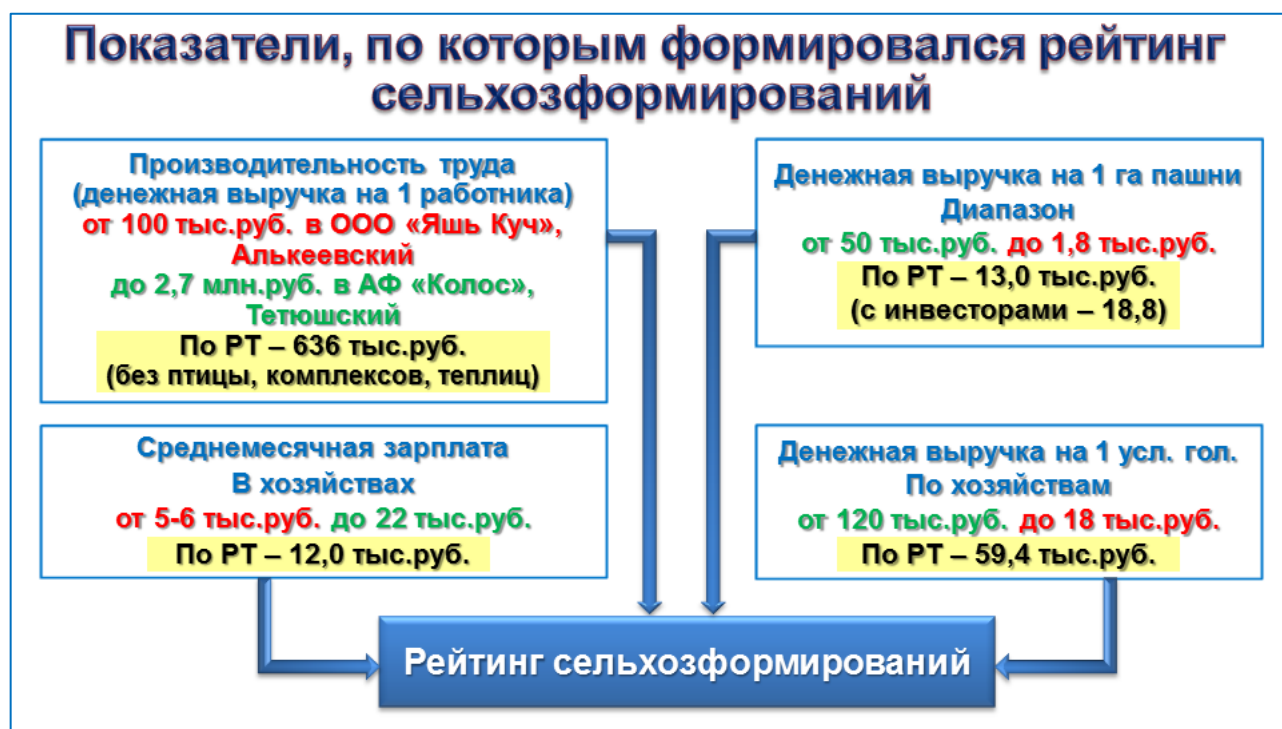 Показатели, по которым формировался рейтинг
сельхозформирований
Производительность труда
(денежная выручка на 1 работника)
от 100 тыс.руб. в ООО «Яшь Куч»,
Алькеевский
до 2,7 млн.руб. в АФ «Колос»,
Тетюшский
По РТ – 636 тыс.руб.
(без птицы, комплексов, теплиц)
Денежная выручка на 1 га пашни
Диапазон
от 50 тыс.руб. до 1,8 тыс.руб.
По РТ – 13,0 тыс.руб.
(с инвесторами – 18,8)
Среднемесячная зарплата
В хозяйствах
от 5-6 тыс.руб. до 22 тыс.руб.
По РТ – 12,0 тыс.руб.
Денежная выручка на 1 усл. гол.
По хозяйствам
от 120 тыс.руб. до 18 тыс.руб.
По РТ – 59,4 тыс.руб.
Рейтинг сельхозформирований